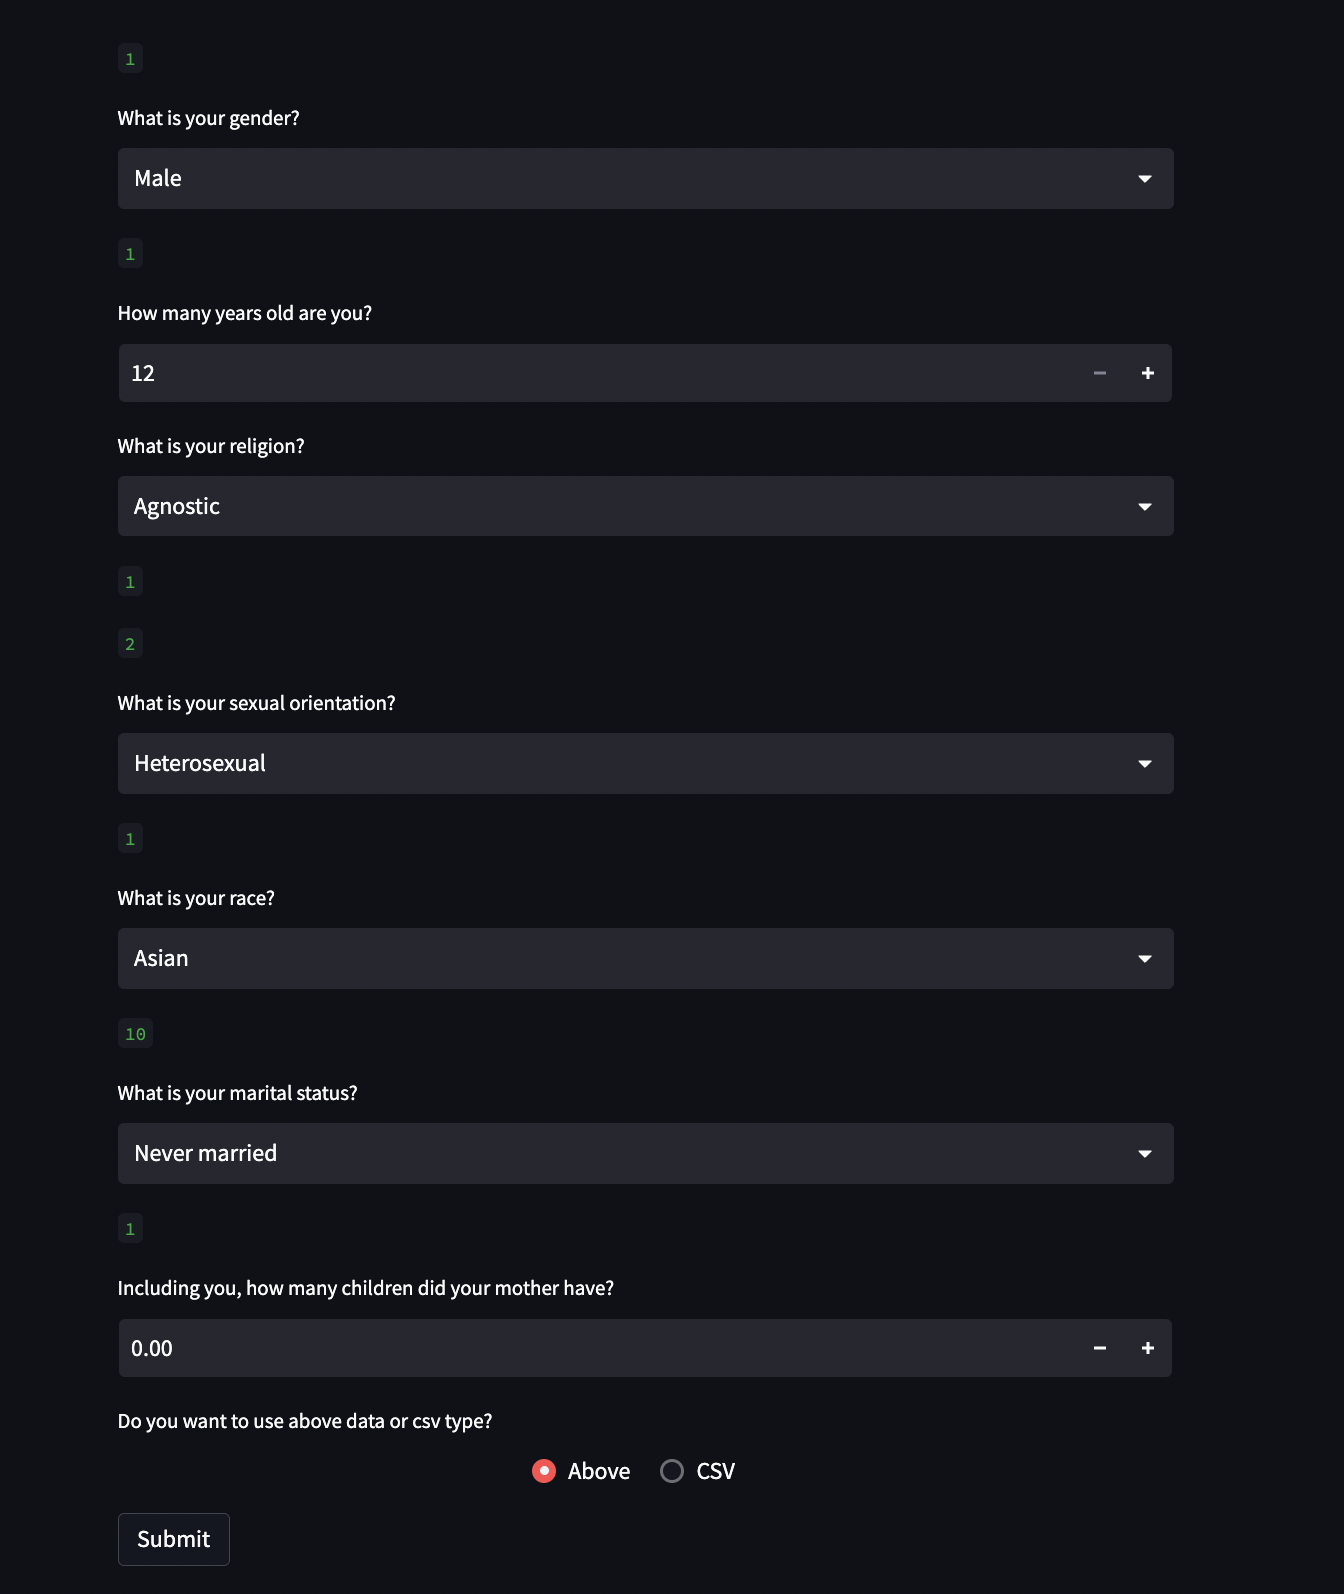 1
What is your gender?
Male
1
How many years old are you?
12
What is your religion?
Agnostic
1
2
What is your sexual orientation?
Heterosexual
1
What is your race?
Asian
10
What is your marital status?
Never married
1
Including you, how many children did your mother have?
0.00
Do you want to use above data or csv type?
Above CSV
Submit